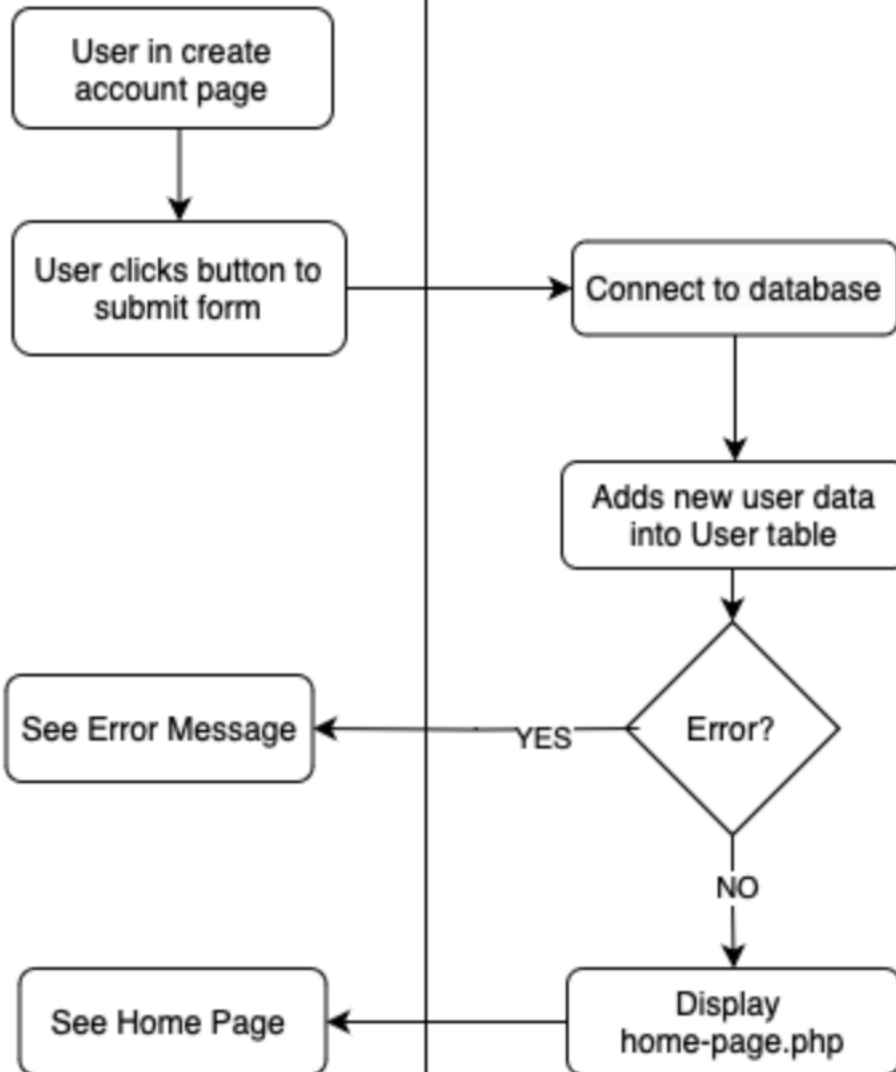 User in create
account page
User clicks button to
submit form
Connect to database
Adds new user data
into User table
Error?
YES
See Error Message
NO
Display
home-page.php
See Home Page